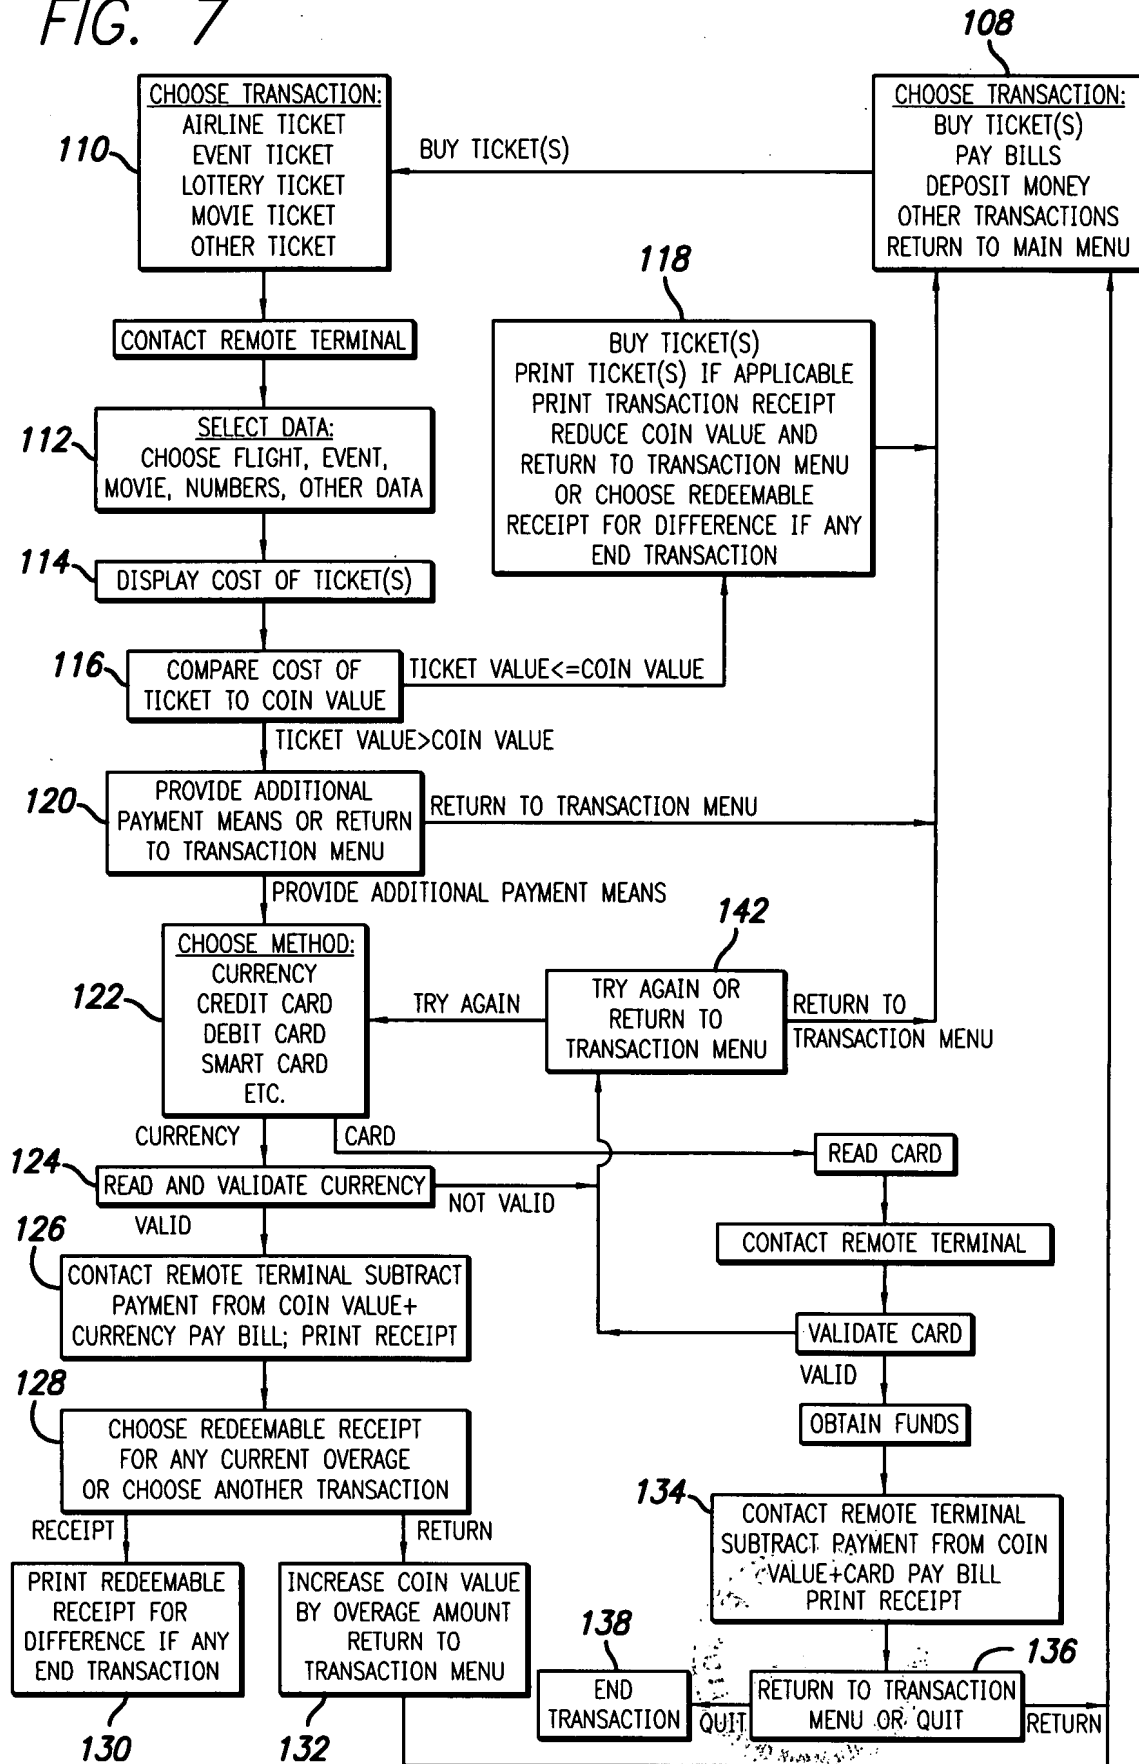 FIG. 7
108
CHOOSE TRANSACTION:
BUY TICKET(S)
PAY BILLS
DEPOSIT MONEY
OTHER TRANSACTIONS
RETURN TO MAIN MENU
BUY TICKET(S)
110
CHOOSE TRANSACTION:
AIRLINE TICKET
EVENT TICKET
LOTTERY TICKET
MOVIE TICKET
OTHER TICKET
CONTACT REMOTE TERMINAL
112
SELECT DATA:
CHOOSE FLIGHT, EVENT,
MOVIE, NUMBERS, OTHER DATA
114
DISPLAY COST OF TICKET(S)
116
COMPARE COST OF
TICKET TO COIN VALUE
TICKET VALUE<=COIN VALUE
118
BUY TICKET(S)
PRINT TICKET(S) IF APPLICABLE
PRINT TRANSACTION RECEIPT
REDUCE COIN VALUE AND
RETURN TO TRANSACTION MENU
OR CHOOSE REDEEMABLE
RECEIPT FOR DIFFERENCE IF ANY
END TRANSACTION
TICKET VALUE>COIN VALUE
120
PROVIDE ADDITIONAL
PAYMENT MEANS OR RETURN
TO TRANSACTION MENU
RETURN TO TRANSACTION MENU
PROVIDE ADDITIONAL PAYMENT MEANS
122
CHOOSE METHOD:
CURRENCY
CREDIT CARD
DEBIT CARD
SMART CARD
ETC.
TRY AGAIN
142
TRY AGAIN OR
RETURN TO
TRANSACTION MENU
RETURN TO
TRANSACTION MENU
CURRENCY
CARD
124
READ AND VALIDATE CURRENCY
NOT VALID
VALID
126
CONTACT REMOTE TERMINAL SUBTRACT
PAYMENT FROM COIN VALUE+
CURRENCY PAY BILL; PRINT RECEIPT
128
CHOOSE REDEEMABLE RECEIPT
FOR ANY CURRENT OVERAGE
OR CHOOSE ANOTHER TRANSACTION
RECEIPT
RETURN
PRINT REDEEMABLE
RECEIPT FOR
DIFFERENCE IF ANY
END TRANSACTION
130
INCREASE COIN VALUE
BY OVERAGE AMOUNT
RETURN TO
TRANSACTION MENU
132
READ CARD
CONTACT REMOTE TERMINAL
VALIDATE CARD
VALID
OBTAIN FUNDS
134
CONTACT REMOTE TERMINAL
SUBTRACT PAYMENT FROM COIN
VALUE+CARD PAY BILL
PRINT RECEIPT
136
RETURN TO TRANSACTION
MENU OR QUIT
RETURN
QUIT
138
END
TRANSACTION